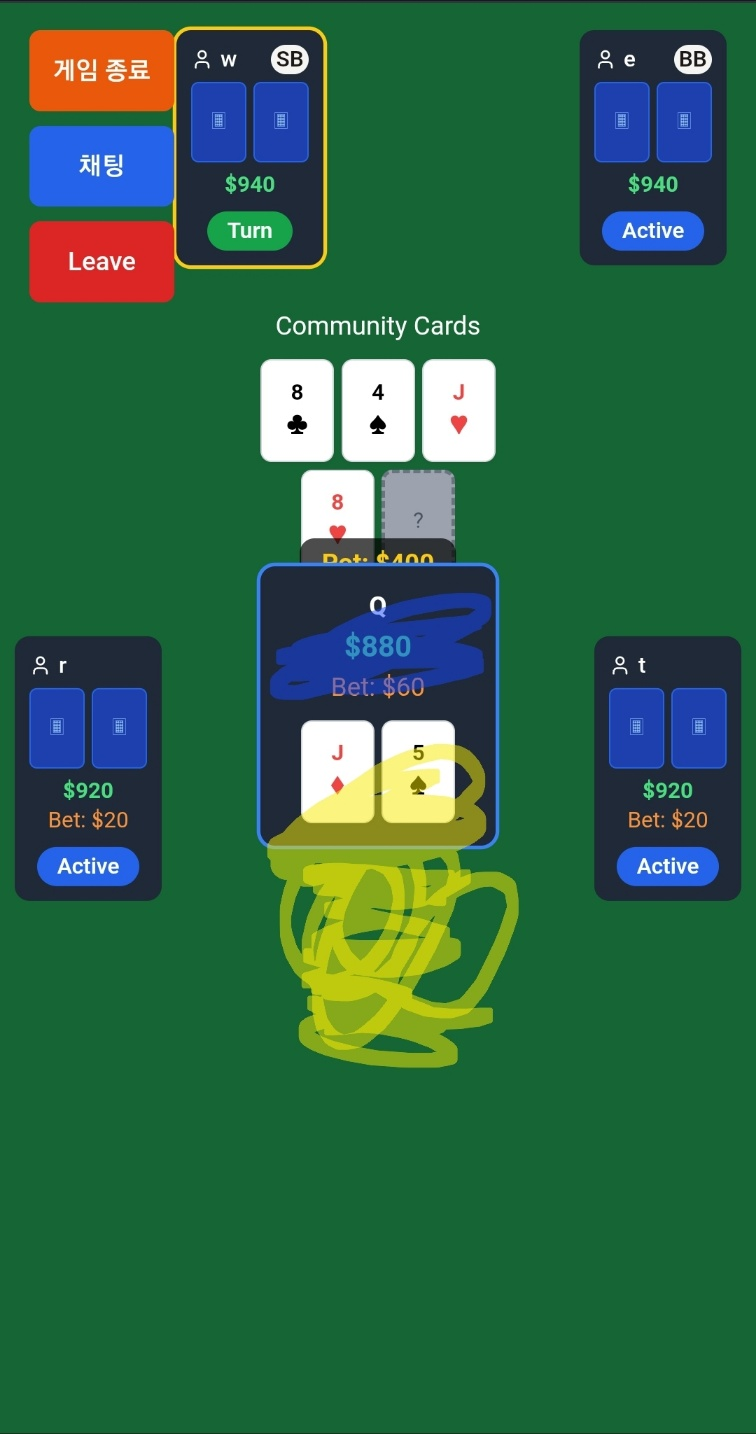 게임 종료
채팅
Leave
w SB
$940
Turn
e BB
$940
Active
Community Cards
8 ♣
4 ♠
J ♥
8 ♥
?
Pot: $400
Q
$880
Bet: $60
J ♦
5 ♠
r
$920
Bet: $20
Active
t
$920
Bet: $20
Active